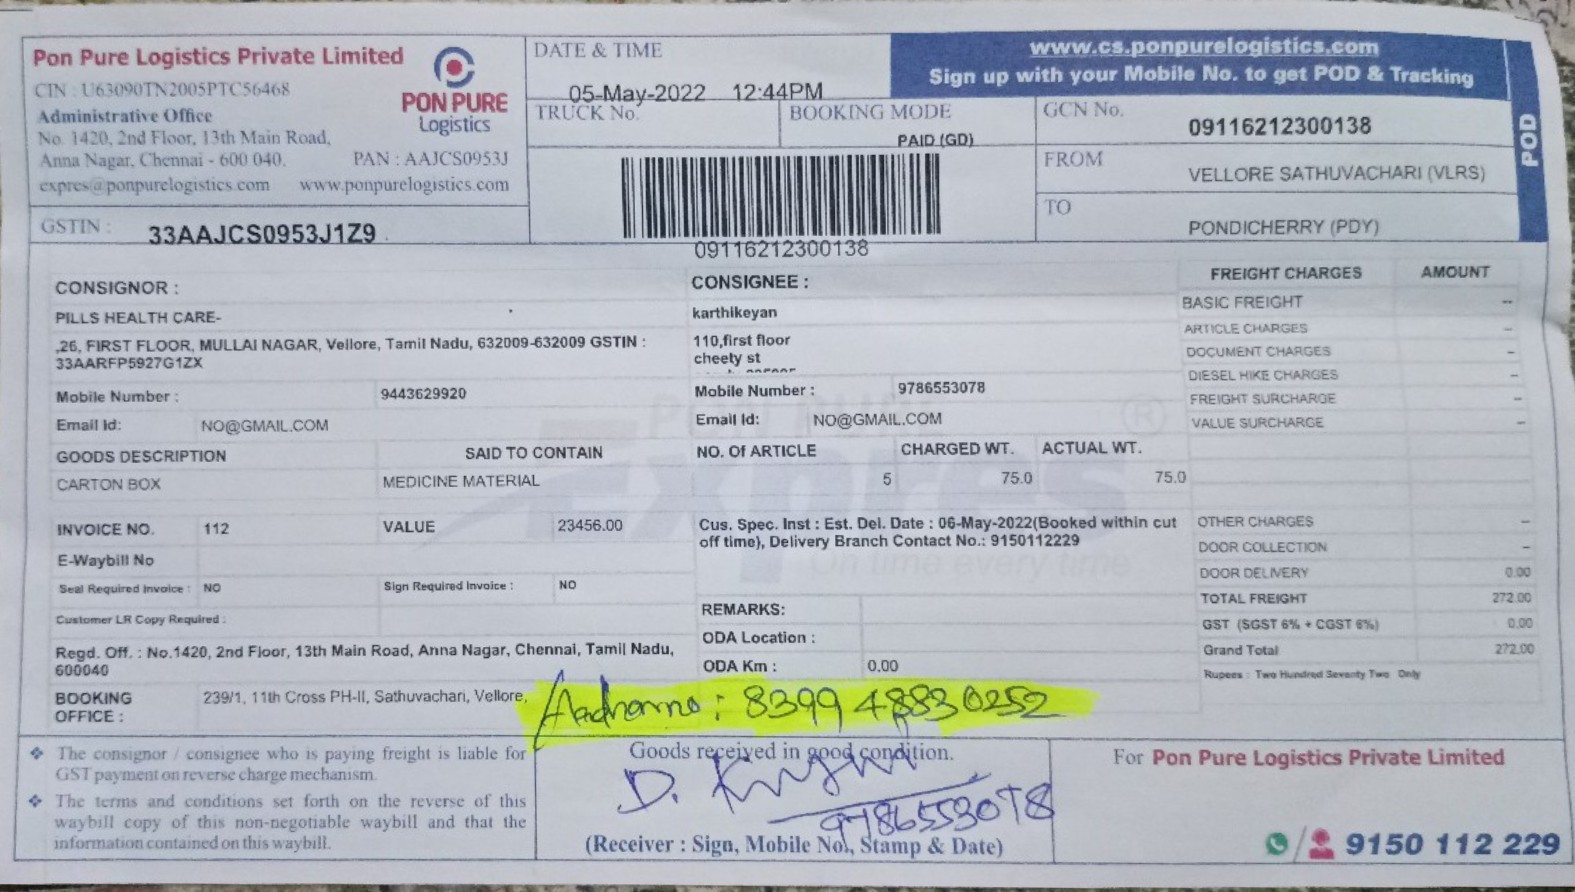 Pon Pure Logistics Private Limited
CIN : U63090TN2005PTC56468
Administrative Office
No. 1420, 2nd Floor, 13th Main Road,
Anna Nagar, Chennai - 600 040. PAN : AAJCS0953J
expres@ponpurelogistics.com www.ponpurelogistics.com
PON PURE
Logistics
GSTIN : 33AAJCS0953J1Z9
DATE & TIME
05-May-2022 12:44PM
TRUCK No. BOOKING MODE
PAID (GD)
09116212300138
www.cs.ponpurelogistics.com
Sign up with your Mobile No. to get POD & Tracking
GCN No. 09116212300138
FROM VELLORE SATHUVACHARI (VLRS)
TO PONDICHERRY (PDY)
POD
CONSIGNOR :
PILLS HEALTH CARE-
,26, FIRST FLOOR, MULLAI NAGAR, Vellore, Tamil Nadu, 632009-632009 GSTIN :
33AARFP5927G1ZX
Mobile Number : 9443629920
Email Id: NO@GMAIL.COM
CONSIGNEE :
karthikeyan
110,first floor
cheety st
Mobile Number : 9786553078
Email Id: NO@GMAIL.COM
GOODS DESCRIPTION SAID TO CONTAIN NO. Of ARTICLE CHARGED WT. ACTUAL WT.
CARTON BOX MEDICINE MATERIAL 5 75.0 75.0
INVOICE NO. 112 VALUE 23456.00
E-Waybill No
Seal Required Invoice : NO Sign Required Invoice : NO
Customer LR Copy Required :
Cus. Spec. Inst : Est. Del. Date : 06-May-2022(Booked within cut
off time), Delivery Branch Contact No.: 9150112229
PON PURE
Expres
On time every time
REMARKS:
ODA Location :
ODA Km : 0.00
Regd. Off. : No.1420, 2nd Floor, 13th Main Road, Anna Nagar, Chennai, Tamil Nadu,
600040
BOOKING OFFICE : 239/1, 11th Cross PH-II, Sathuvachari, Vellore,
FREIGHT CHARGES AMOUNT
BASIC FREIGHT --
ARTICLE CHARGES --
DOCUMENT CHARGES --
DIESEL HIKE CHARGES --
FREIGHT SURCHARGE --
VALUE SURCHARGE --
OTHER CHARGES --
DOOR COLLECTION --
DOOR DELIVERY 0.00
TOTAL FREIGHT 272.00
GST (SGST 6% + CGST 6%) 0.00
Grand Total 272.00
Rupees : Two Hundred Seventy Two Only
Aadharno : 8399 4883 0252
The consignor / consignee who is paying freight is liable for
GST payment on reverse charge mechanism.
The terms and conditions set forth on the reverse of this
waybill copy of this non-negotiable waybill and that the
information contained on this waybill.
Goods received in good condition.
D.
9786553078
(Receiver : Sign, Mobile No., Stamp & Date)
For Pon Pure Logistics Private Limited
9150 112 229